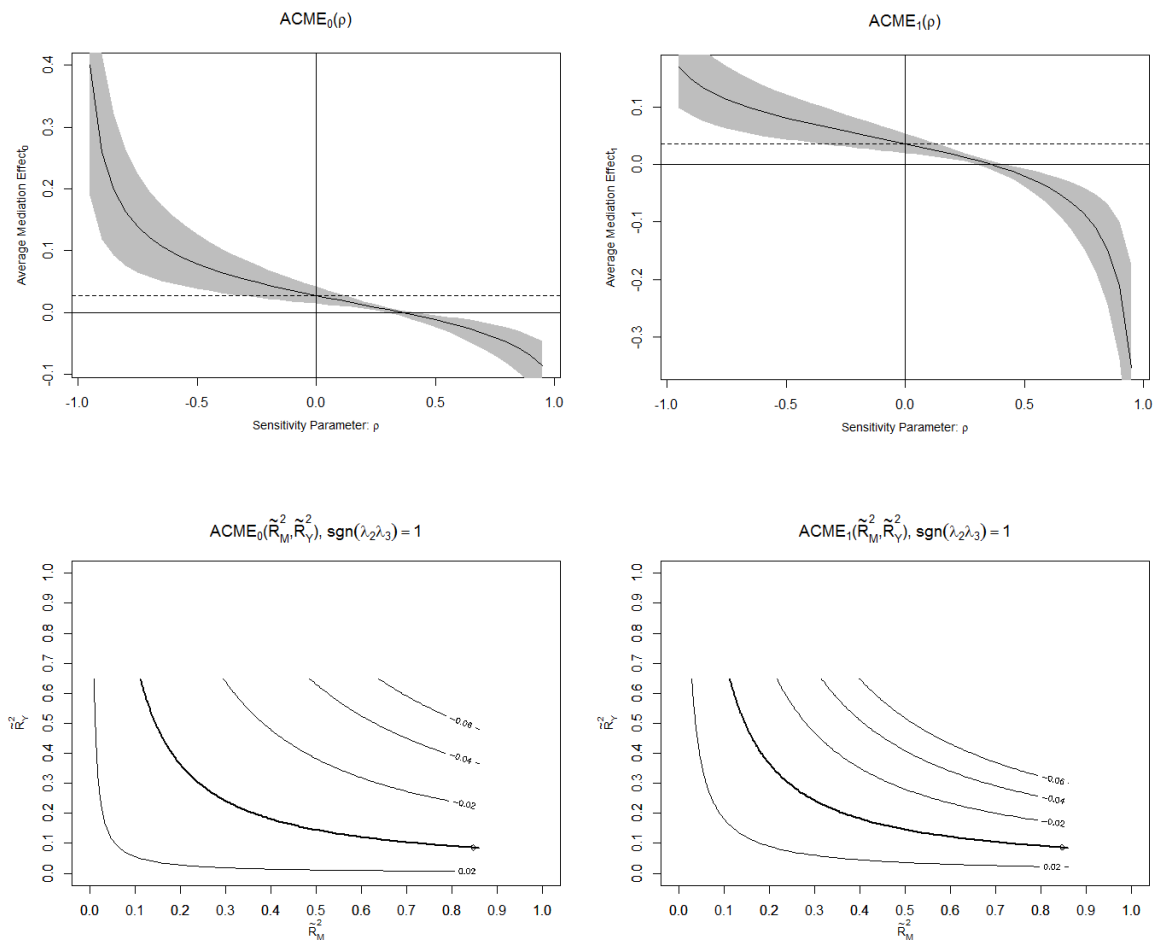 ACME₀(ρ)
Average Mediation Effect₀
0.4
0.3
0.2
0.1
0.0
-0.1
-1.0 -0.5 0.0 0.5 1.0
Sensitivity Parameter: ρ
ACME₁(ρ)
Average Mediation Effect₁
0.1
0.0
-0.1
-0.2
-0.3
-1.0 -0.5 0.0 0.5 1.0
Sensitivity Parameter: ρ
ACME₀(R̃²_M, R̃²_Y), sgn(λ₂λ₃) = 1
R̃²_Y
1.0
0.9
0.8
0.7
0.6
0.5
0.4
0.3
0.2
0.1
0.0
-0.06
-0.04
-0.02
0
0.02
0.0 0.1 0.2 0.3 0.4 0.5 0.6 0.7 0.8 0.9 1.0
R̃²_M
ACME₁(R̃²_M, R̃²_Y), sgn(λ₂λ₃) = 1
R̃²_Y
1.0
0.9
0.8
0.7
0.6
0.5
0.4
0.3
0.2
0.1
0.0
-0.06
-0.04
-0.02
0
0.02
0.0 0.1 0.2 0.3 0.4 0.5 0.6 0.7 0.8 0.9 1.0
R̃²_M